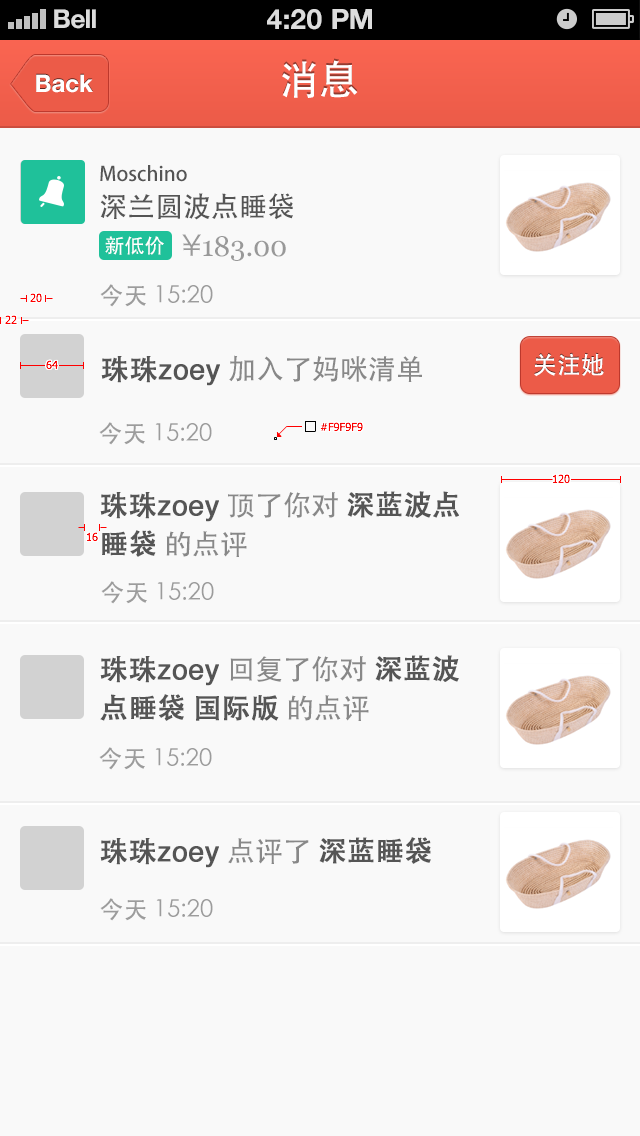 Bell 4:20 PM
Back 消息
Moschino
深兰圆波点睡袋
新低价 ¥183.00
今天 15:20
20
22
64
珠珠zoey 加入了妈咪清单
关注她
今天 15:20
#F9F9F9
120
珠珠zoey 顶了你对 深蓝波点
睡袋 的点评
16
今天 15:20
珠珠zoey 回复了你对 深蓝波
点睡袋 国际版 的点评
今天 15:20
珠珠zoey 点评了 深蓝睡袋
今天 15:20